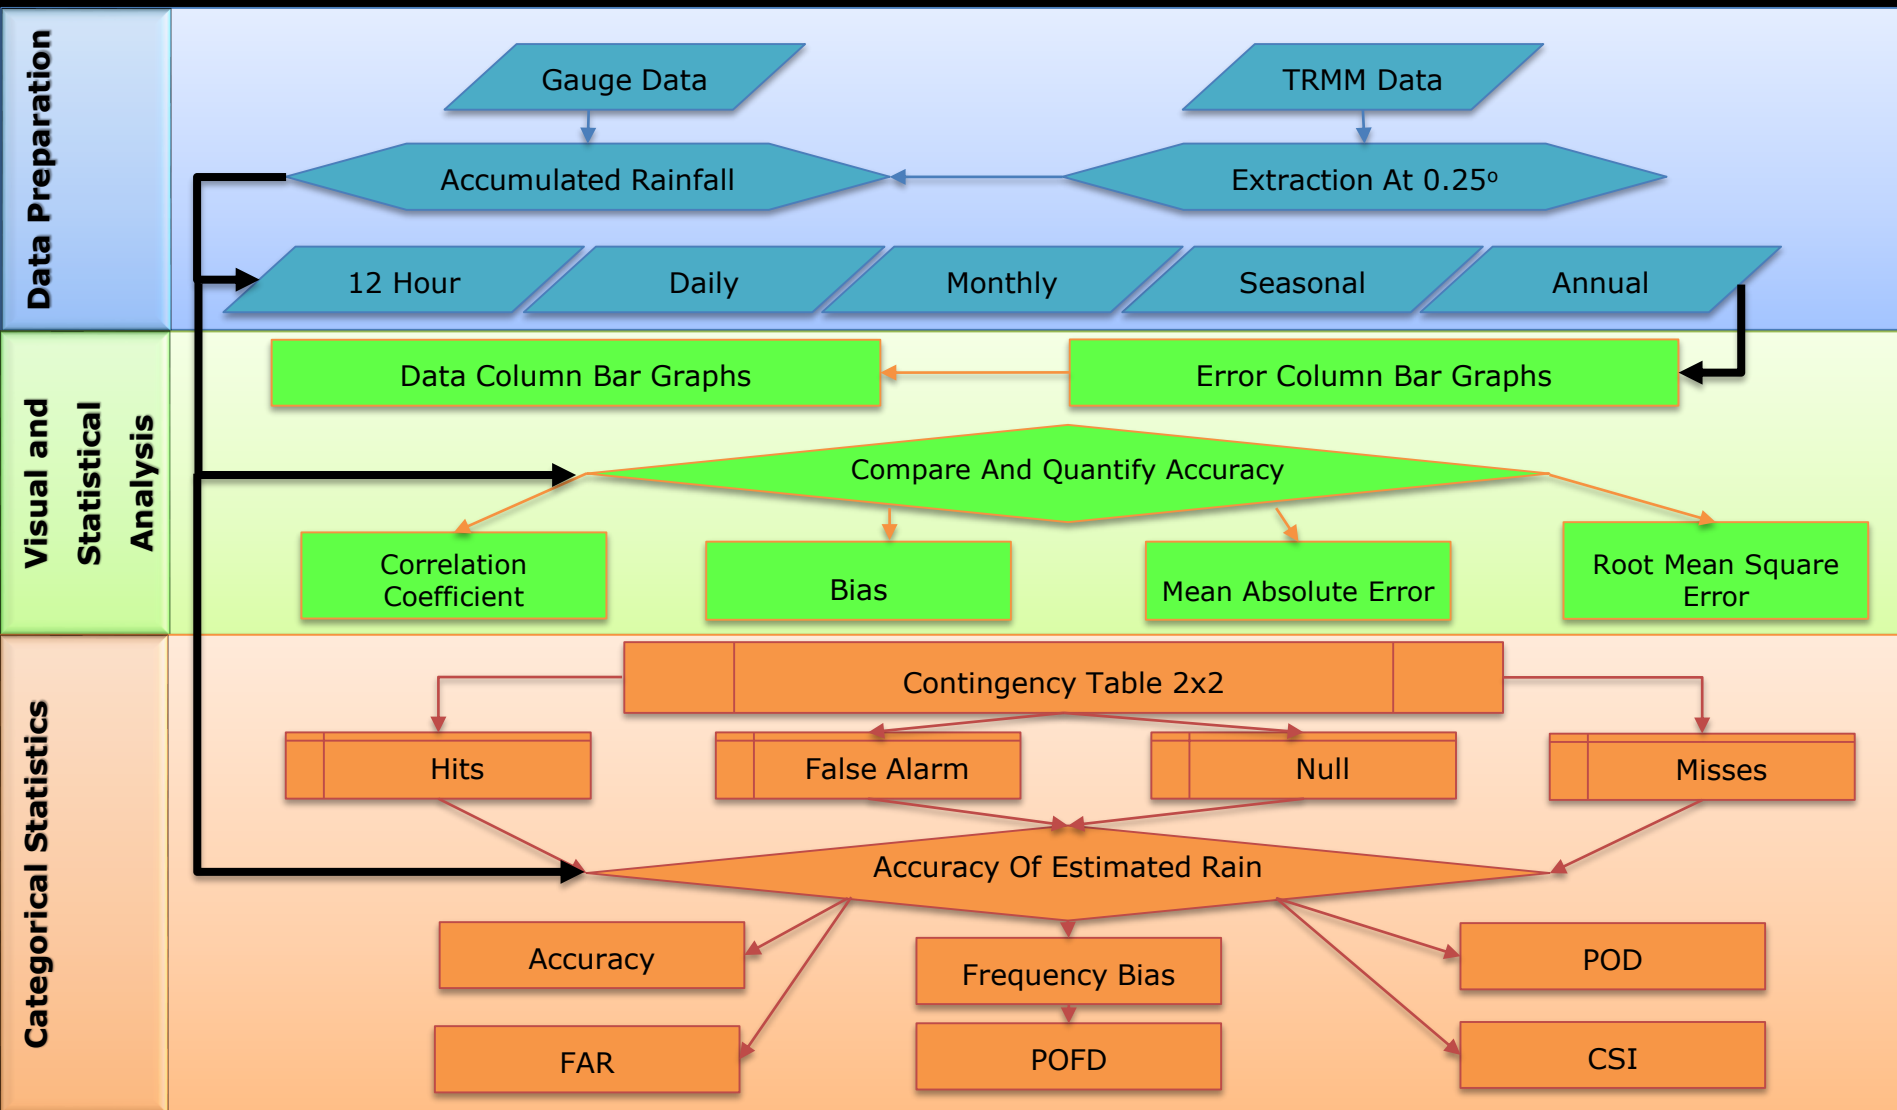 Data Preparation
Gauge Data
TRMM Data
Accumulated Rainfall
Extraction At 0.25º
12 Hour
Daily
Monthly
Seasonal
Annual
Visual and
Statistical
Analysis
Data Column Bar Graphs
Error Column Bar Graphs
Compare And Quantify Accuracy
Correlation
Coefficient
Bias
Mean Absolute Error
Root Mean Square
Error
Categorical Statistics
Contingency Table 2x2
Hits
False Alarm
Null
Misses
Accuracy Of Estimated Rain
Accuracy
Frequency Bias
POD
FAR
POFD
CSI